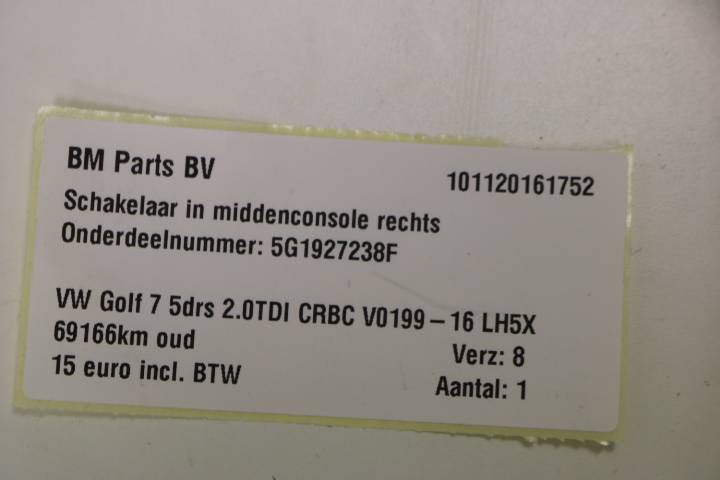 BM Parts BV 101120161752
Schakelaar in middenconsole rechts
Onderdeelnummer: 5G1927238F
VW Golf 7 5drs 2.0TDI CRBC V0199-16 LH5X
69166km oud Verz: 8
15 euro incl. BTW Aantal: 1